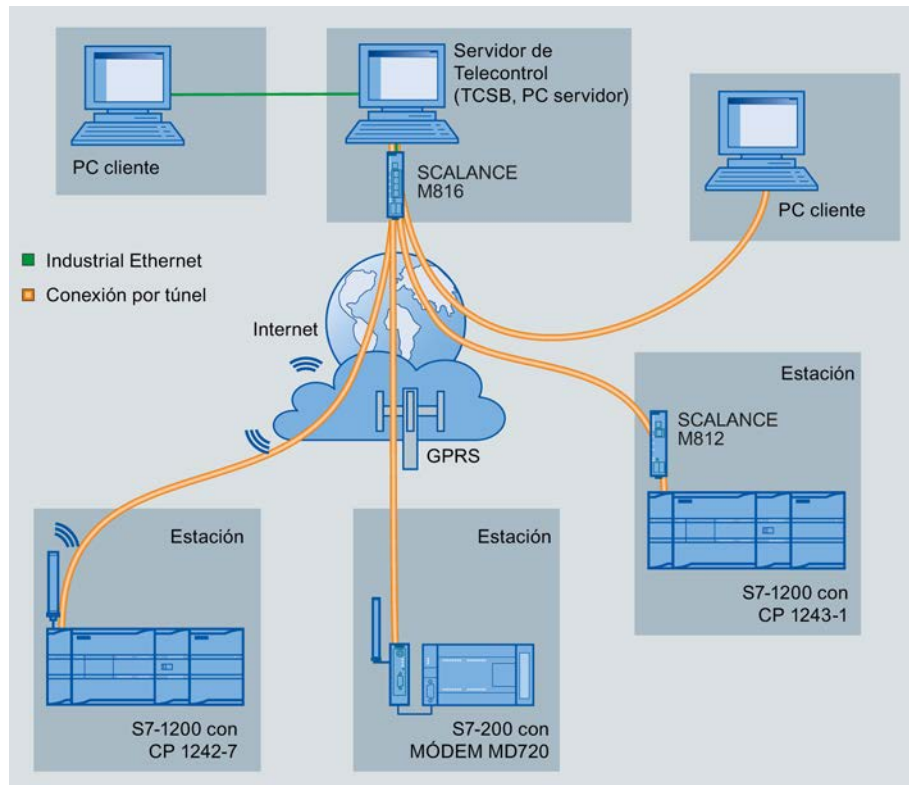 Servidor de
Telecontrol
(TCSB, PC servidor)
PC cliente
SCALANCE
M816
PC cliente
Industrial Ethernet
Conexión por túnel
Internet
Estación
SCALANCE
M812
GPRS
S7-1200 con
CP 1243-1
Estación
S7-1200 con
CP 1242-7
Estación
S7-200 con
MÓDEM MD720